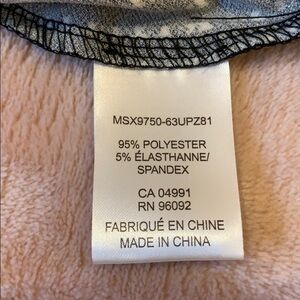 MSX9750-63UPZ81
95% POLYESTER
5% ÉLASTHANNE/
SPANDEX
CA 04991
RN 96092
FABRIQUÉ EN CHINE
MADE IN CHINA